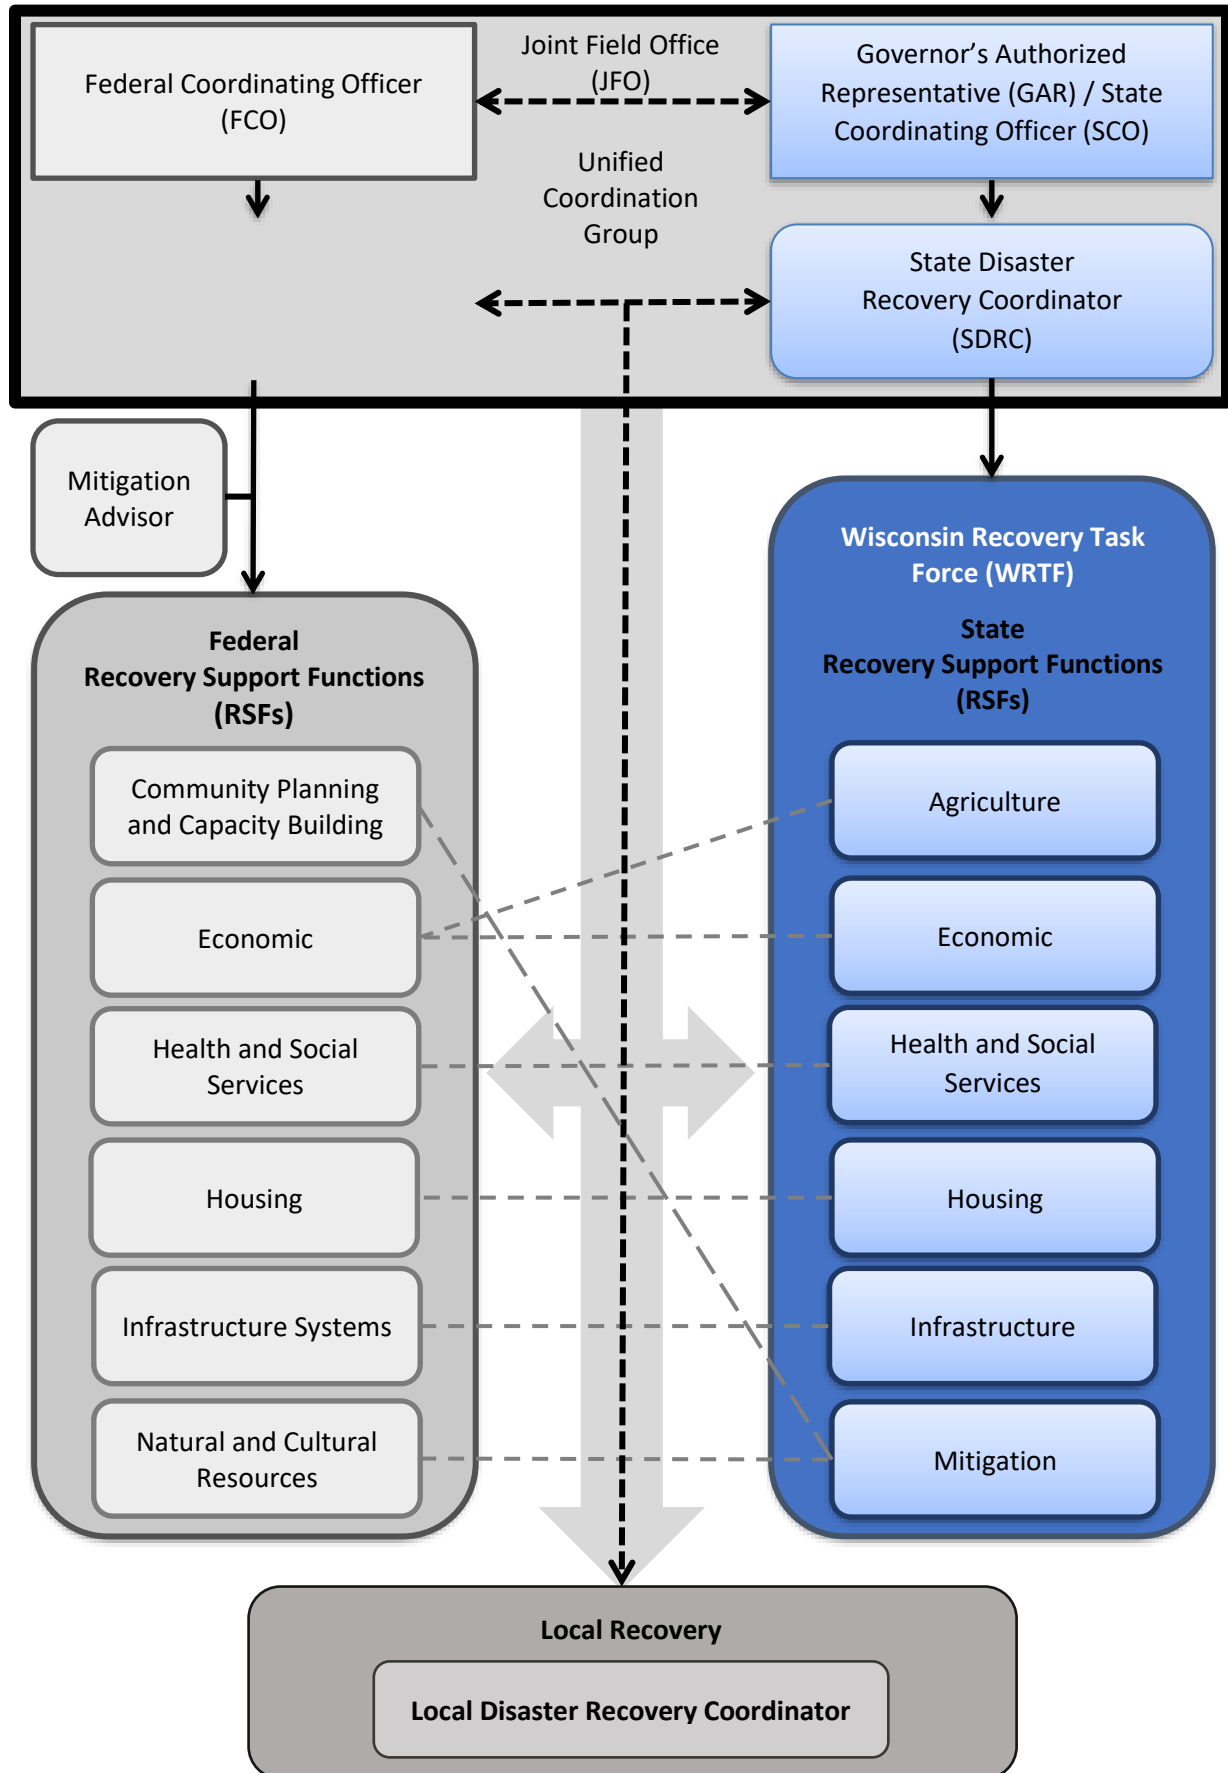 Federal Coordinating Officer
(FCO)
Joint Field Office
(JFO)
Governor’s Authorized
Representative (GAR) / State
Coordinating Officer (SCO)
Unified
Coordination
Group
State Disaster
Recovery Coordinator
(SDRC)
Mitigation
Advisor
Federal
Recovery Support Functions
(RSFs)
Community Planning
and Capacity Building
Economic
Health and Social
Services
Housing
Infrastructure Systems
Natural and Cultural
Resources
Wisconsin Recovery Task
Force (WRTF)
State
Recovery Support Functions
(RSFs)
Agriculture
Economic
Health and Social
Services
Housing
Infrastructure
Mitigation
Local Recovery
Local Disaster Recovery Coordinator